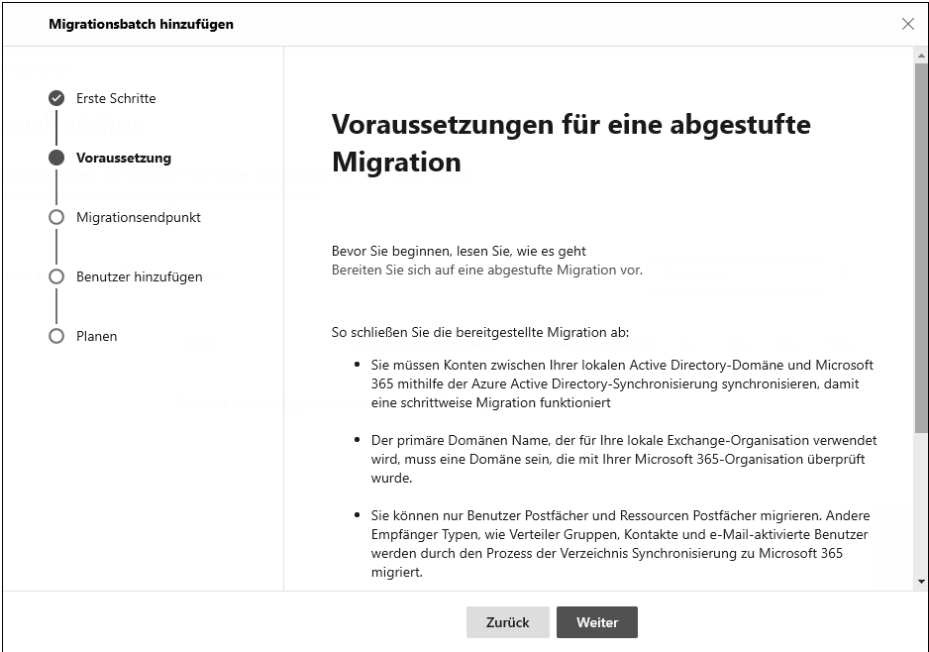 Migrationsbatch hinzufügen
Erste Schritte
Voraussetzung
Migrationsendpunkt
Benutzer hinzufügen
Planen
Voraussetzungen für eine abgestufte
Migration
Bevor Sie beginnen, lesen Sie, wie es geht
Bereiten Sie sich auf eine abgestufte Migration vor.
So schließen Sie die bereitgestellte Migration ab:
• Sie müssen Konten zwischen Ihrer lokalen Active Directory-Domäne und Microsoft
365 mithilfe der Azure Active Directory-Synchronisierung synchronisieren, damit
eine schrittweise Migration funktioniert
• Der primäre Domänen Name, der für Ihre lokale Exchange-Organisation verwendet
wird, muss eine Domäne sein, die mit Ihrer Microsoft 365-Organisation überprüft
wurde.
• Sie können nur Benutzer Postfächer und Ressourcen Postfächer migrieren. Andere
Empfänger Typen, wie Verteiler Gruppen, Kontakte und e-Mail-aktivierte Benutzer
werden durch den Prozess der Verzeichnis Synchronisierung zu Microsoft 365
migriert.
Zurück
Weiter